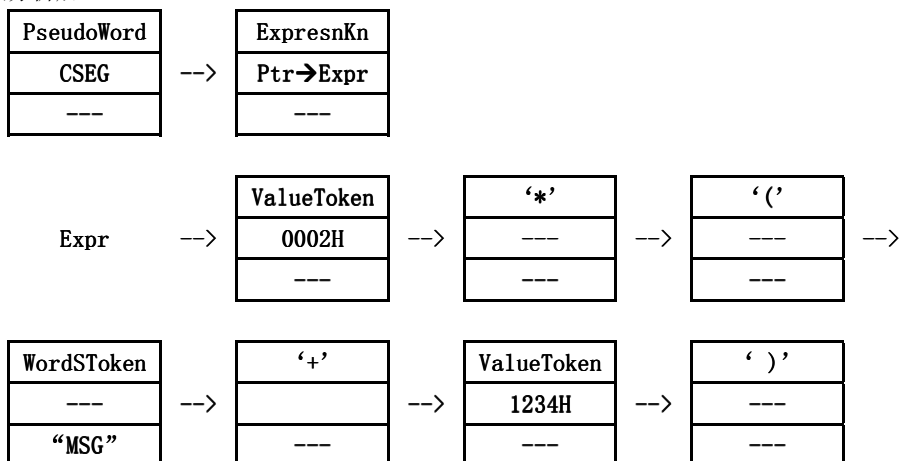 PseudoWord ExpresnKn
CSEG --> Ptr→Expr
--- ---
ValueToken ‘*’ ‘(’
Expr --> 0002H --> --- --> --- -->
--- --- ---
WordSToken ‘+’ ValueToken ‘ )’
--- --> --> 1234H --> ---
“MSG” --- --- ---